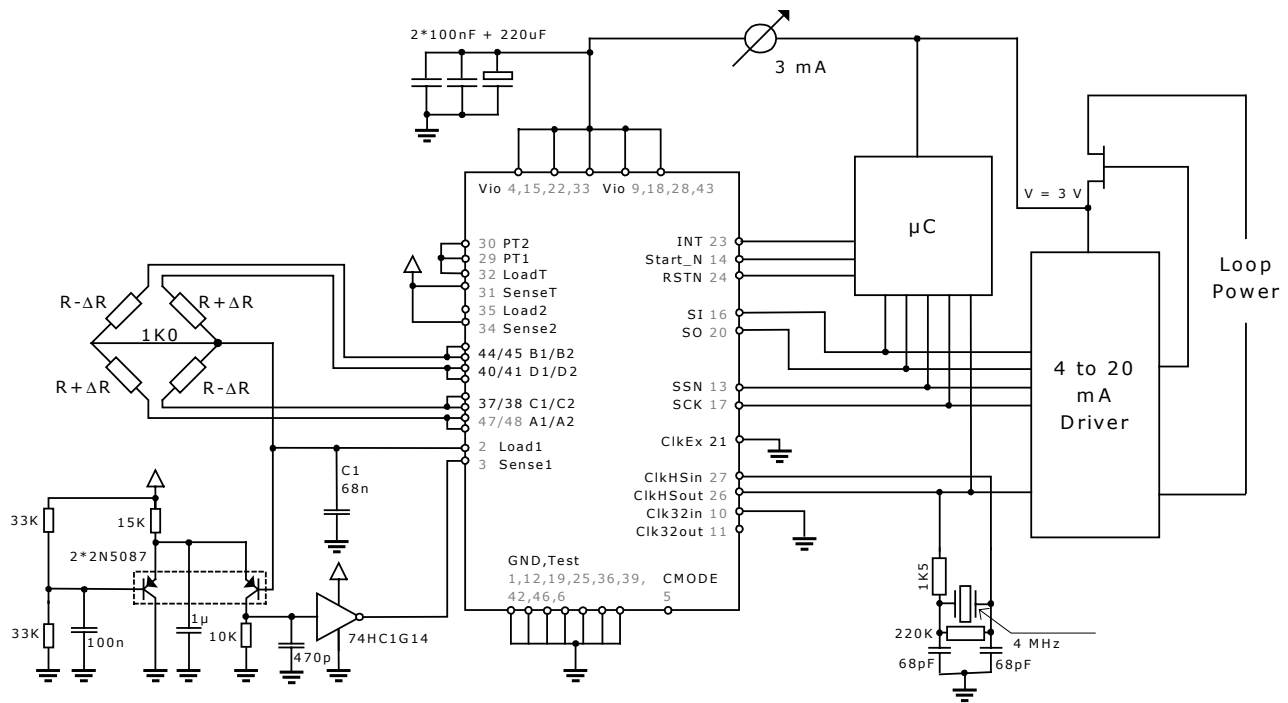 2*100nF + 220uF
3 mA
Vio 4,15,22,33 Vio 9,18,28,43
V = 3 V
µC
Loop
Power
30 PT2
29 PT1
32 LoadT
31 SenseT
35 Load2
34 Sense2
44/45 B1/B2
40/41 D1/D2
37/38 C1/C2
47/48 A1/A2
2 Load1
3 Sense1
INT 23
Start_N 14
RSTN 24
SI 16
SO 20
SSN 13
SCK 17
ClkEx 21
ClkHSin 27
ClkHSout 26
Clk32in 10
Clk32out 11
4 to 20
mA
Driver
R-ΔR
R+ΔR
1K0
R+ΔR
R-ΔR
C1
68n
33K
15K
2*2N5087
33K
100n
1µ
10K
470p
74HC1G14
GND,Test
1,12,19,25,36,39,
42,46,6
CMODE
5
1K5
220K
4 MHz
68pF
68pF